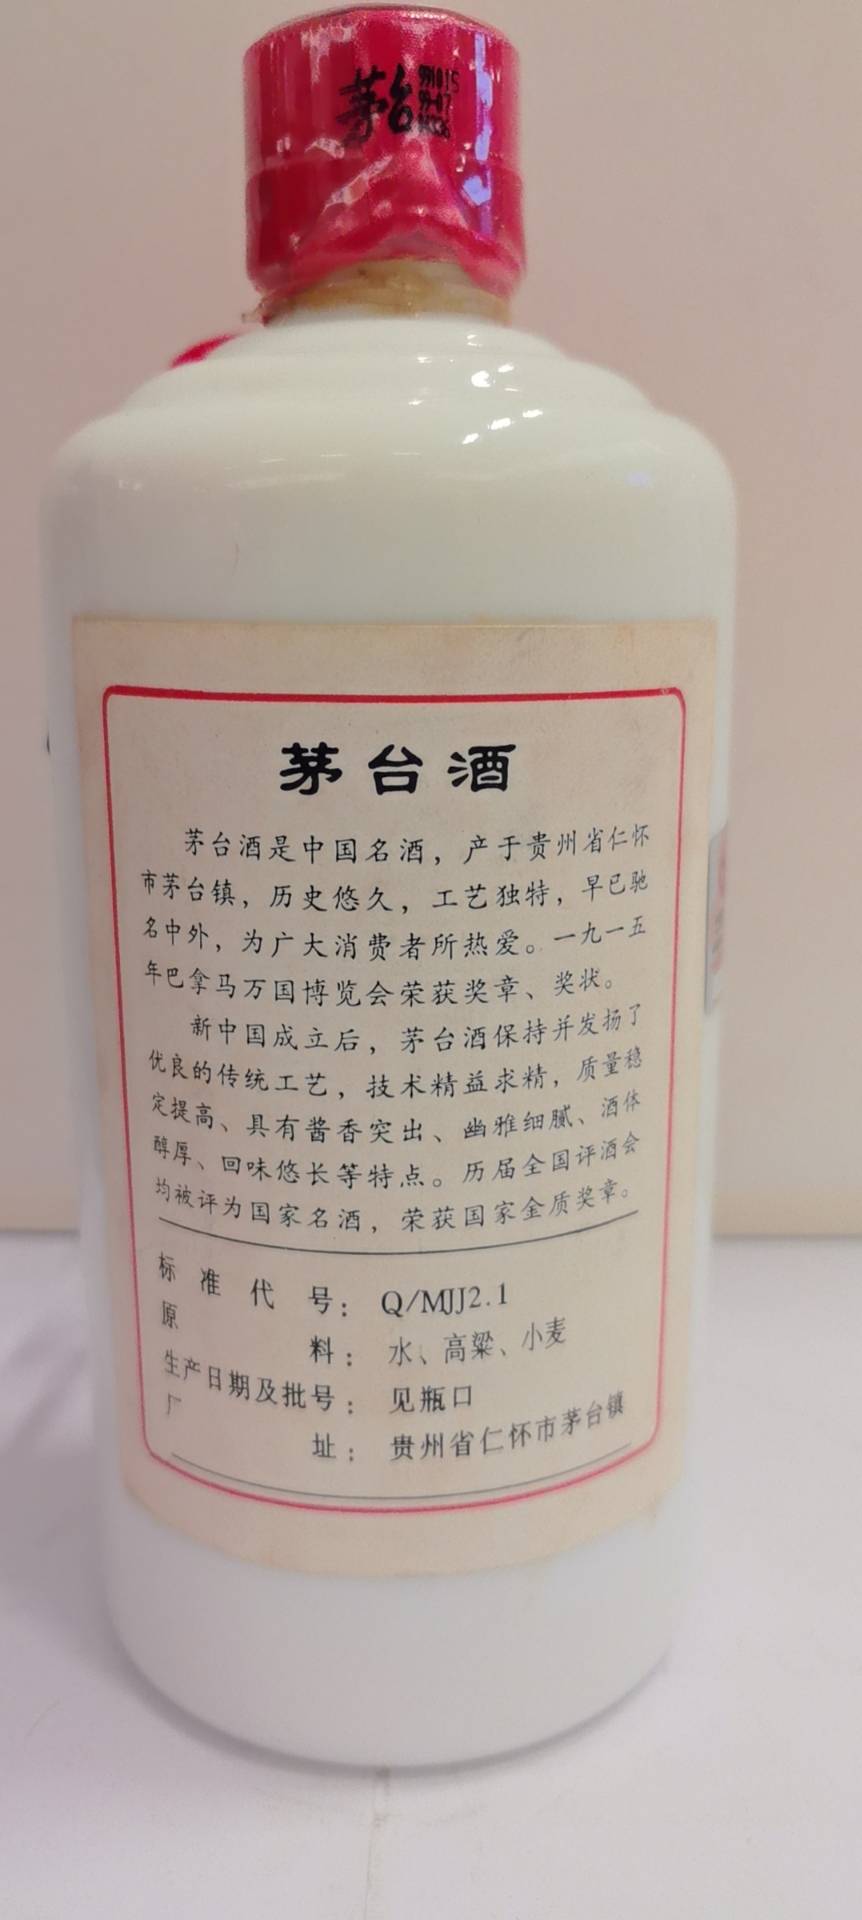 茅台
991015
99-07
茅台酒
茅台酒是中国名酒，产于贵州省仁怀
市茅台镇，历史悠久，工艺独特，早已驰
名中外，为广大消费者所热爱。一九一五
年巴拿马万国博览会荣获奖章、奖状。
新中国成立后，茅台酒保持并发扬了
优良的传统工艺，技术精益求精，质量稳
定提高、具有酱香突出、幽雅细腻、酒体
醇厚、回味悠长等特点。历届全国评酒会
均被评为国家名酒，荣获国家金质奖章。
标准代号：Q/MJJ2.1
原料：水、高粱、小麦
生产日期及批号：见瓶口
厂址：贵州省仁怀市茅台镇